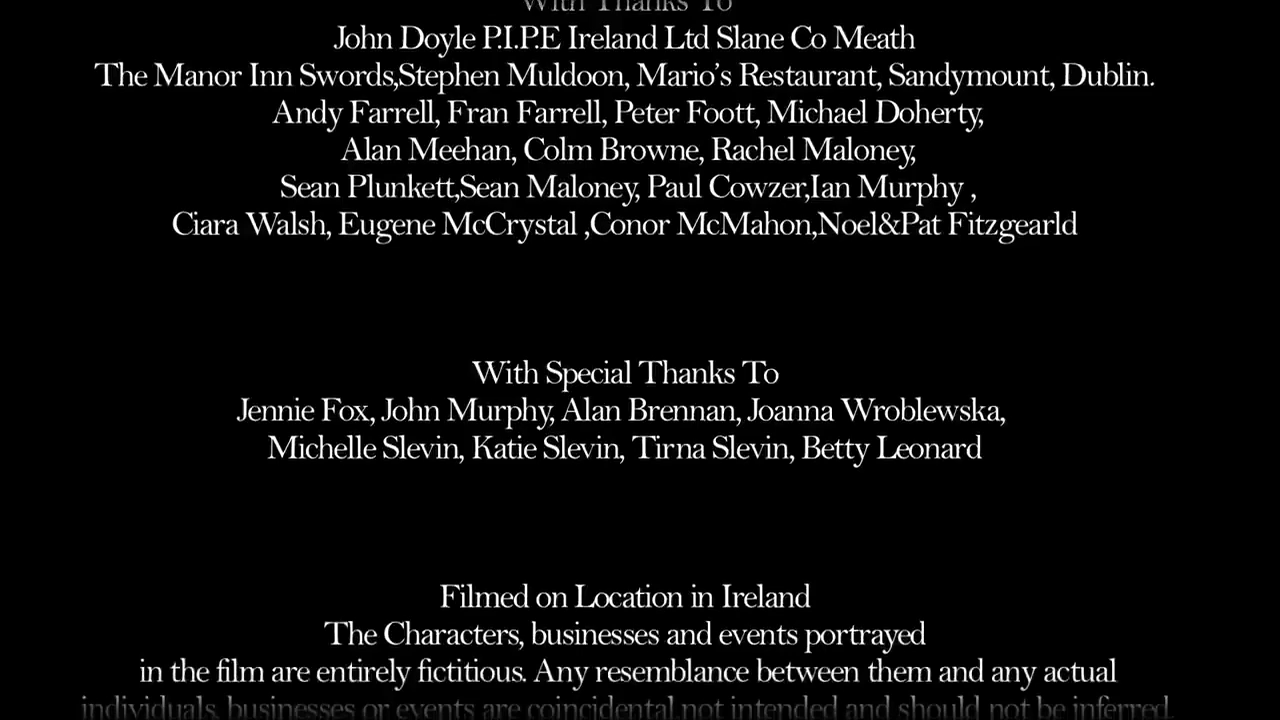 With Thanks To
John Doyle P.I.P.E Ireland Ltd Slane Co Meath
The Manor Inn Swords,Stephen Muldoon, Mario's Restaurant, Sandymount, Dublin.
Andy Farrell, Fran Farrell, Peter Foott, Michael Doherty,
Alan Meehan, Colm Browne, Rachel Maloney,
Sean Plunkett,Sean Maloney, Paul Cowzer,Ian Murphy ,
Ciara Walsh, Eugene McCrystal ,Conor McMahon,Noel&Pat Fitzgearld
With Special Thanks To
Jennie Fox, John Murphy, Alan Brennan, Joanna Wroblewska,
Michelle Slevin, Katie Slevin, Tirna Slevin, Betty Leonard
Filmed on Location in Ireland
The Characters, businesses and events portrayed
in the film are entirely fictitious. Any resemblance between them and any actual
individuals, businesses or events are coincidental,not intended and should not be inferred.